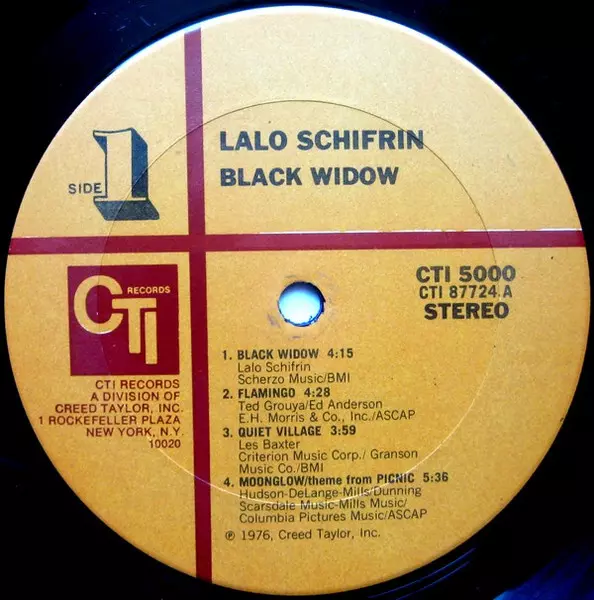 SIDE 1
LALO SCHIFRIN
BLACK WIDOW
CTI
RECORDS
CTI RECORDS
A DIVISION OF
CREED TAYLOR, INC.
1 ROCKEFELLER PLAZA
NEW YORK, N.Y.
10020
CTI 5000
CTI 87724.A
STEREO
1. BLACK WIDOW 4:15
Lalo Schifrin
Scherzo Music/BMI
2. FLAMINGO 4:28
Ted Grouya/Ed Anderson
E.H. Morris & Co., Inc./ASCAP
3. QUIET VILLAGE 3:59
Les Baxter
Criterion Music Corp./ Granson
Music Co./BMI
4. MOONGLOW/theme from PICNIC 5:36
Hudson-DeLange-Mills/Dunning
Scarsdale Music-Mills Music/
Columbia Pictures Music/ASCAP
℗ 1976, Creed Taylor, Inc.